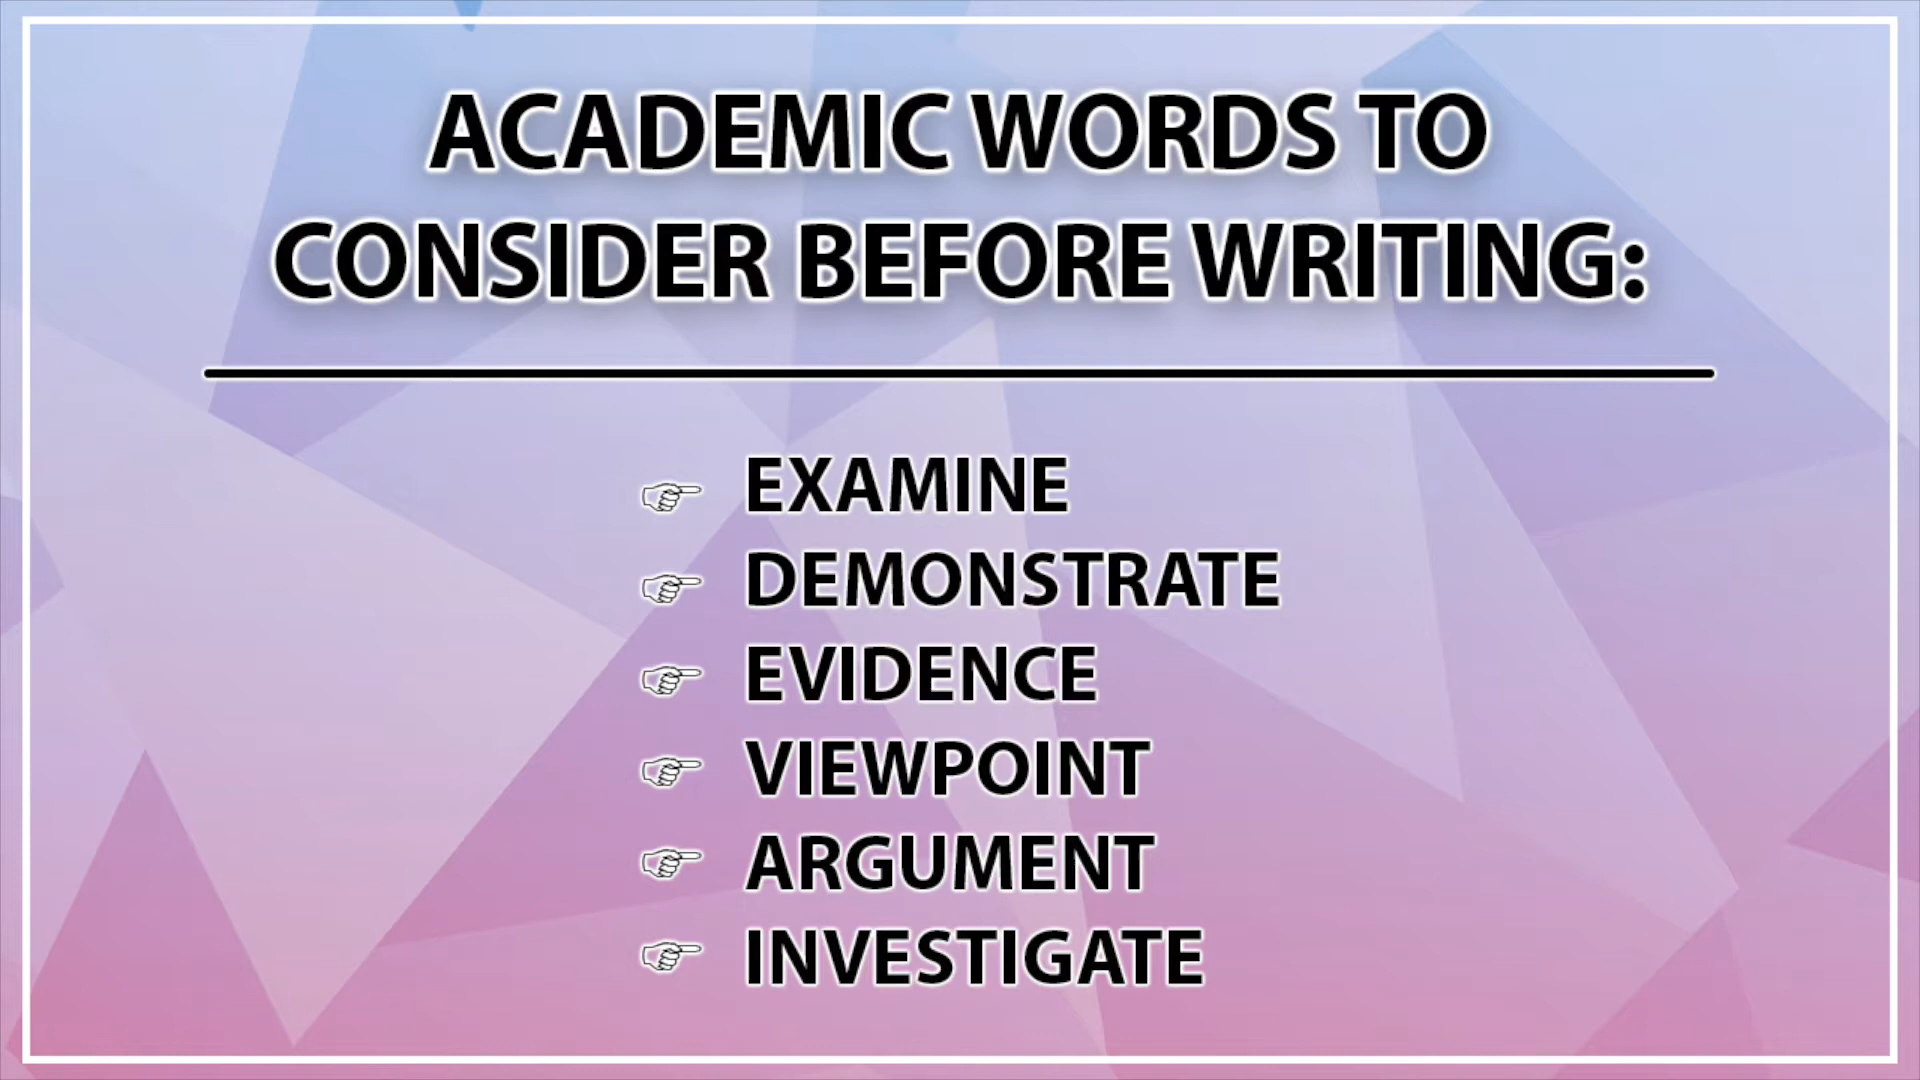 ACADEMIC WORDS TO
CONSIDER BEFORE WRITING:
EXAMINE
DEMONSTRATE
EVIDENCE
VIEWPOINT
ARGUMENT
INVESTIGATE